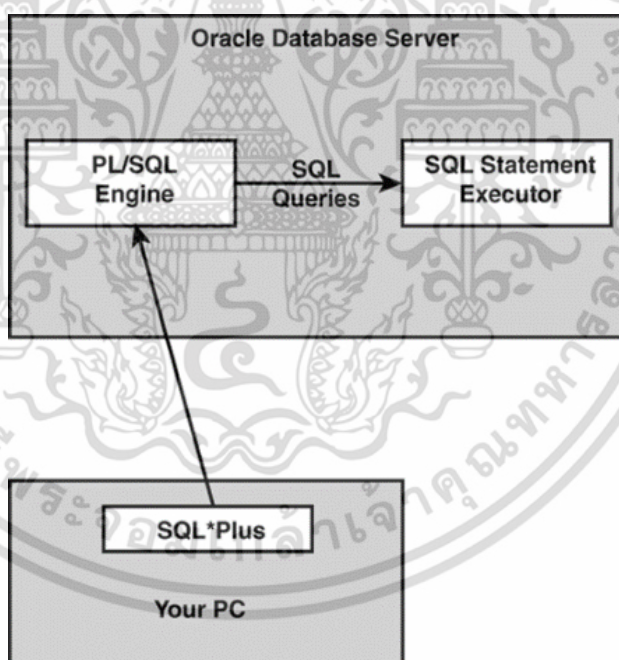 Oracle Database Server
PL/SQL
Engine
SQL
Queries
SQL Statement
Executor
SQL*Plus
Your PC